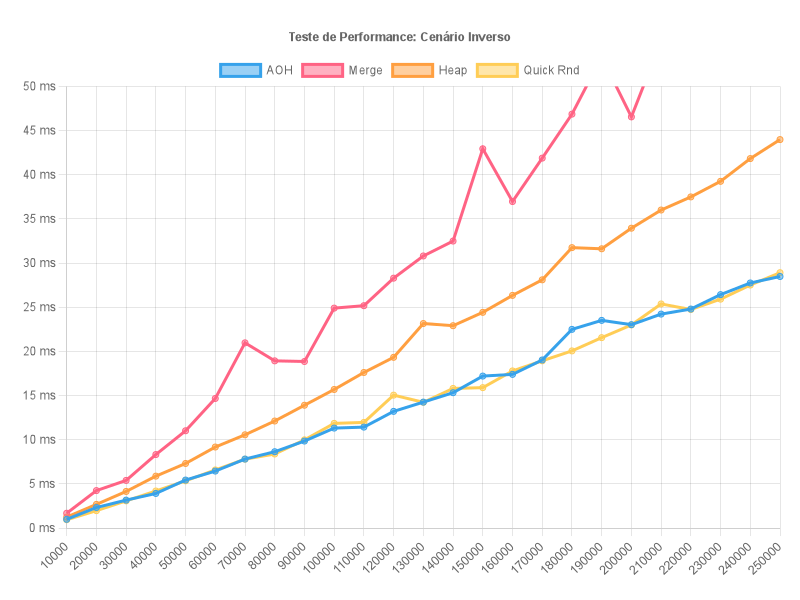 Teste de Performance: Cenário Inverso
AOH Merge Heap Quick Rnd
50 ms
45 ms
40 ms
35 ms
30 ms
25 ms
20 ms
15 ms
10 ms
5 ms
0 ms
10000 20000 30000 40000 50000 60000 70000 80000 90000 100000 110000 120000 130000 140000 150000 160000 170000 180000 190000 200000 210000 220000 230000 240000 250000